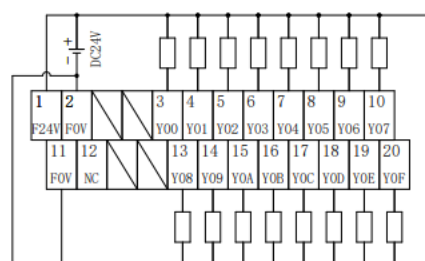 +
−
DC24V
1 2 3 4 5 6 7 8 9 10
F24V F0V Y00 Y01 Y02 Y03 Y04 Y05 Y06 Y07
11 12 13 14 15 16 17 18 19 20
F0V NC Y08 Y09 Y0A Y0B Y0C Y0D Y0E Y0F